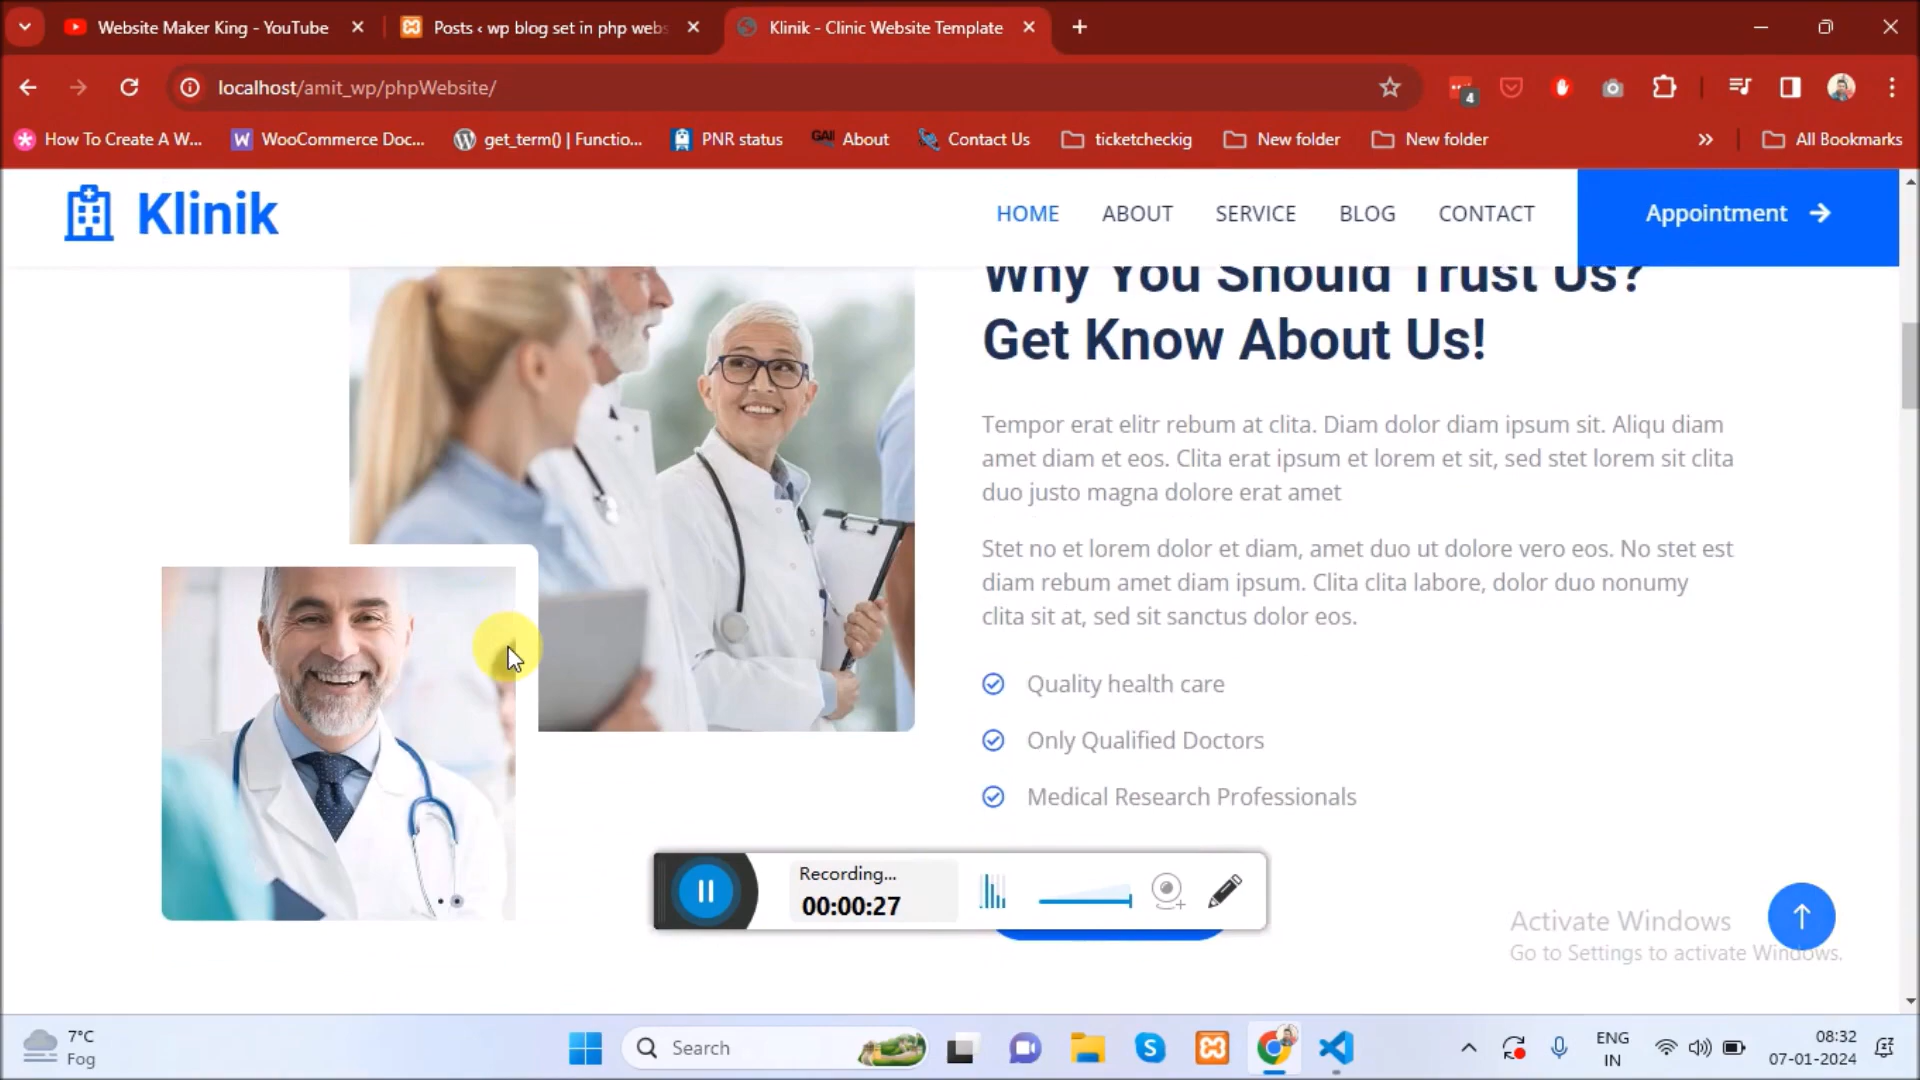 Website Maker King - YouTube
Posts ‹ wp blog set in php webs
Klinik - Clinic Website Template
localhost/amit_wp/phpWebsite/
4
How To Create A W...
WooCommerce Doc...
get_term() | Functio...
PNR status
About
Contact Us
ticketcheckig
New folder
New folder
All Bookmarks
Klinik
HOME
ABOUT
SERVICE
BLOG
CONTACT
Appointment
Why You Should Trust Us?
Get Know About Us!
Tempor erat elitr rebum at clita. Diam dolor diam ipsum sit. Aliqu diam
amet diam et eos. Clita erat ipsum et lorem et sit, sed stet lorem sit clita
duo justo magna dolore erat amet
Stet no et lorem dolor et diam, amet duo ut dolore vero eos. No stet est
diam rebum amet diam ipsum. Clita clita labore, dolor duo nonumy
clita sit at, sed sit sanctus dolor eos.
Quality health care
Only Qualified Doctors
Medical Research Professionals
Recording...
00:00:27
Activate Windows
Go to Settings to activate Windows.
7°C
Fog
Search
ENG
IN
08:32
07-01-2024